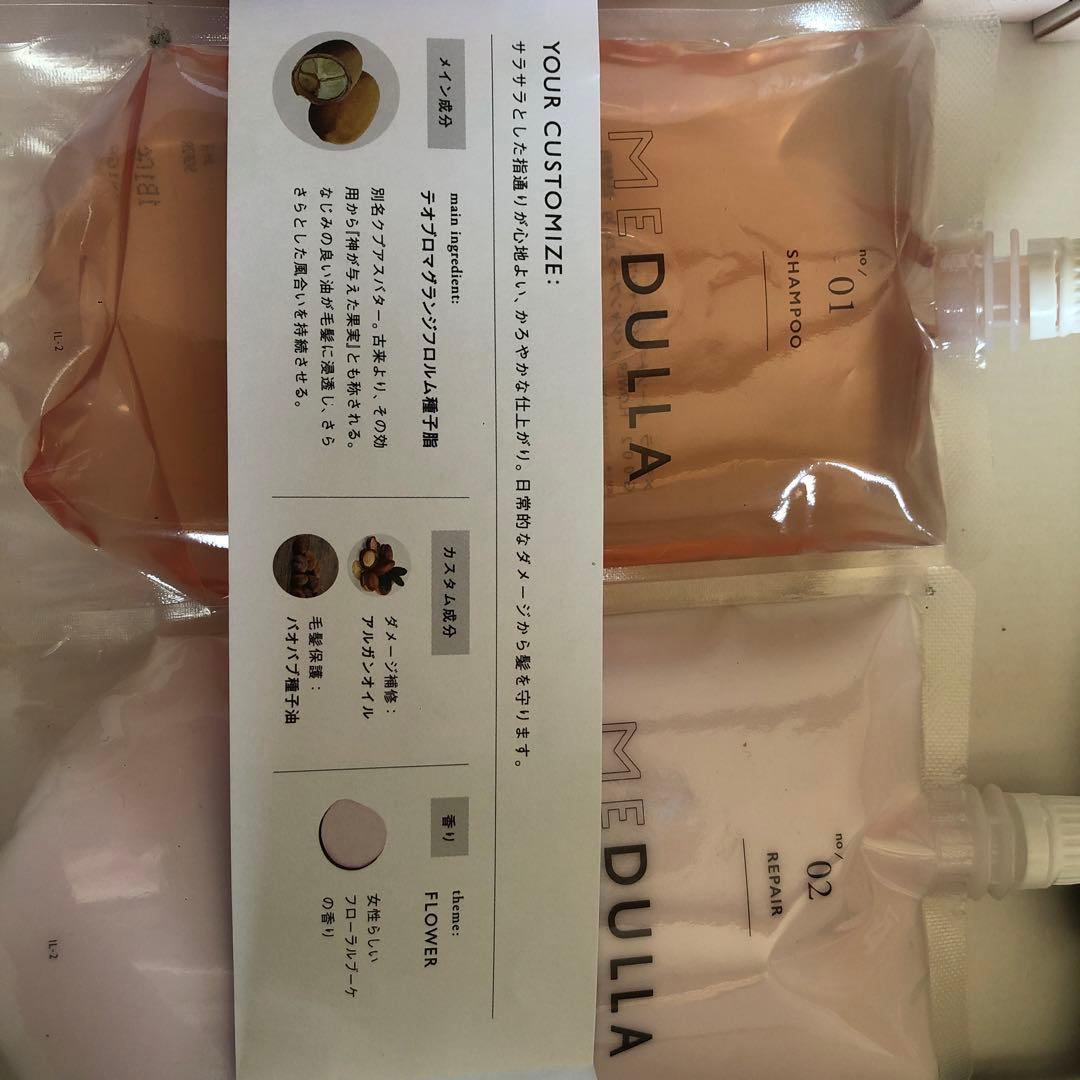 no/
01
SHAMPOO
MEDULLA
no/
02
REPAIR
MEDULLA
YOUR CUSTOMIZE:
サラサラとした指通りが心地よい、かろやかな仕上がり。日常的なダメージから髪を守ります。
メイン成分
main ingredient:
テオブロマグランジフロルム種子脂
別名クプアスバター。古来より、その効
用から『神が与えた果実』とも称される。
なじみの良い油が毛髪に浸透し、さら
さらとした風合いを持続させる。
カスタム成分
ダメージ補修：
アルガンオイル
毛髪保護：
バオバブ種子油
香り
theme:
FLOWER
女性らしい
フローラルブーケ
の香り
IL-2
IL-2